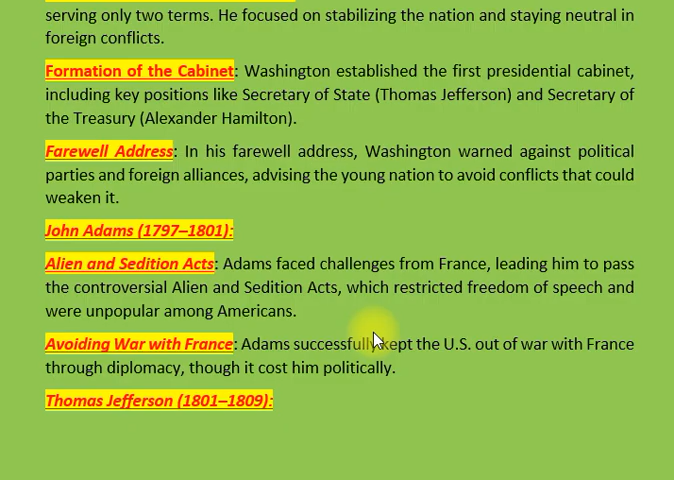 serving only two terms. He focused on stabilizing the nation and staying neutral in
foreign conflicts.
Formation of the Cabinet: Washington established the first presidential cabinet,
including key positions like Secretary of State (Thomas Jefferson) and Secretary of
the Treasury (Alexander Hamilton).
Farewell Address: In his farewell address, Washington warned against political
parties and foreign alliances, advising the young nation to avoid conflicts that could
weaken it.
John Adams (1797–1801):
Alien and Sedition Acts: Adams faced challenges from France, leading him to pass
the controversial Alien and Sedition Acts, which restricted freedom of speech and
were unpopular among Americans.
Avoiding War with France: Adams successfully kept the U.S. out of war with France
through diplomacy, though it cost him politically.
Thomas Jefferson (1801–1809):